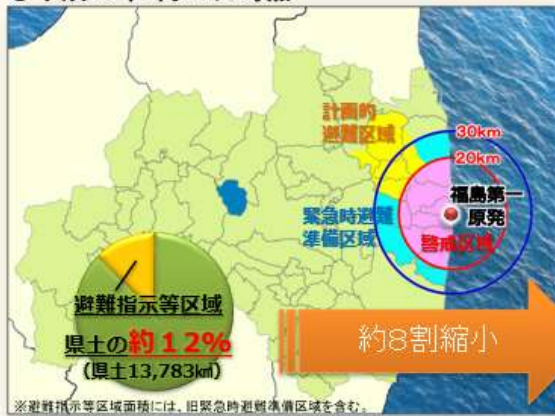 計画的
避難区域
30km
20km
福島第一
原発
緊急時避難
準備区域
警戒区域
避難指示等区域
県土の約12%
(県土13,783㎢)
約8割縮小
※避難指示等区域面積には、旧緊急時避難準備区域を含む。